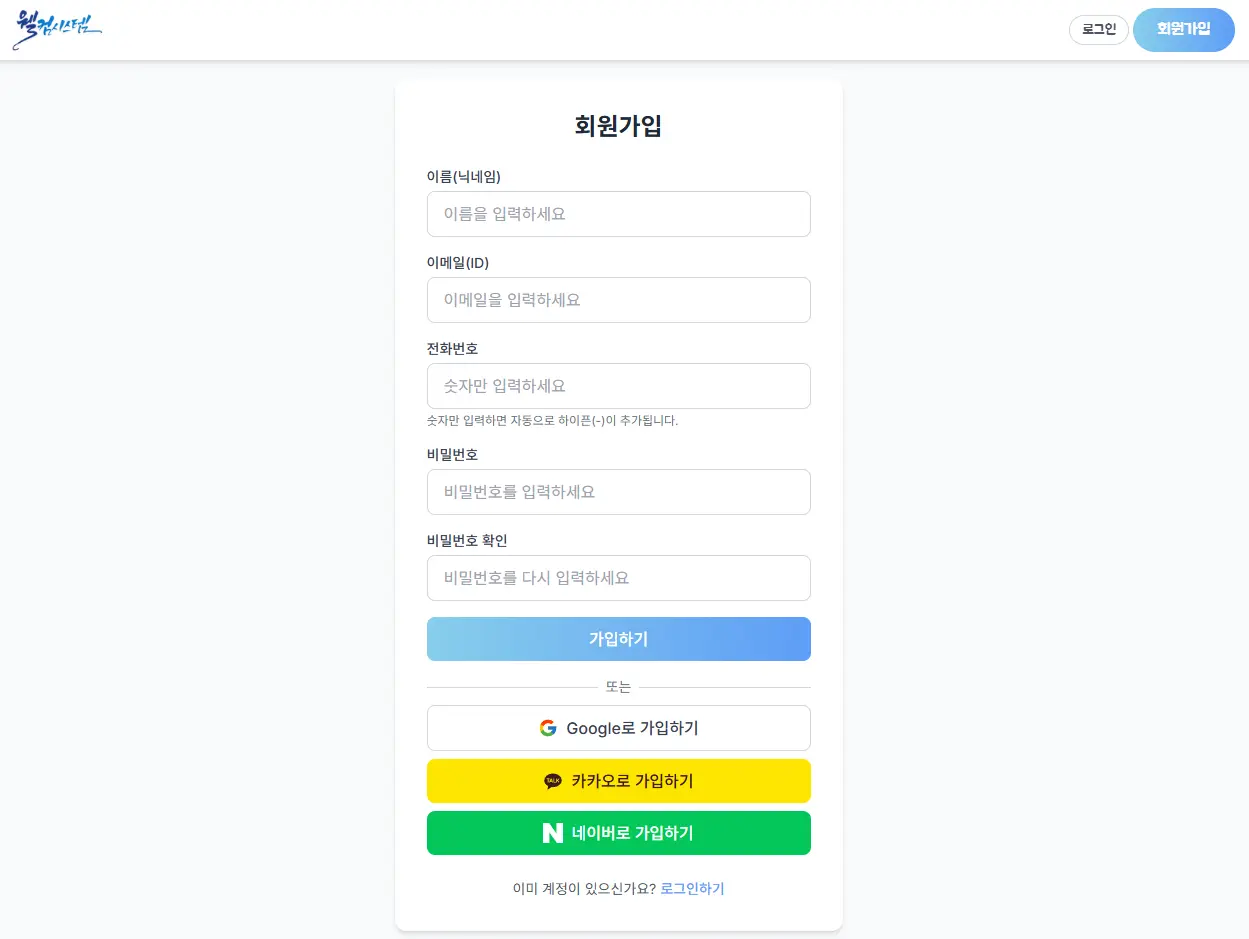 웰컴시스템
로그인
회원가입
회원가입
이름(닉네임)
이름을 입력하세요
이메일(ID)
이메일을 입력하세요
전화번호
숫자만 입력하세요
숫자만 입력하면 자동으로 하이픈(-)이 추가됩니다.
비밀번호
비밀번호를 입력하세요
비밀번호 확인
비밀번호를 다시 입력하세요
가입하기
또는
Google로 가입하기
TALK 카카오로 가입하기
네이버로 가입하기
이미 계정이 있으신가요? 로그인하기